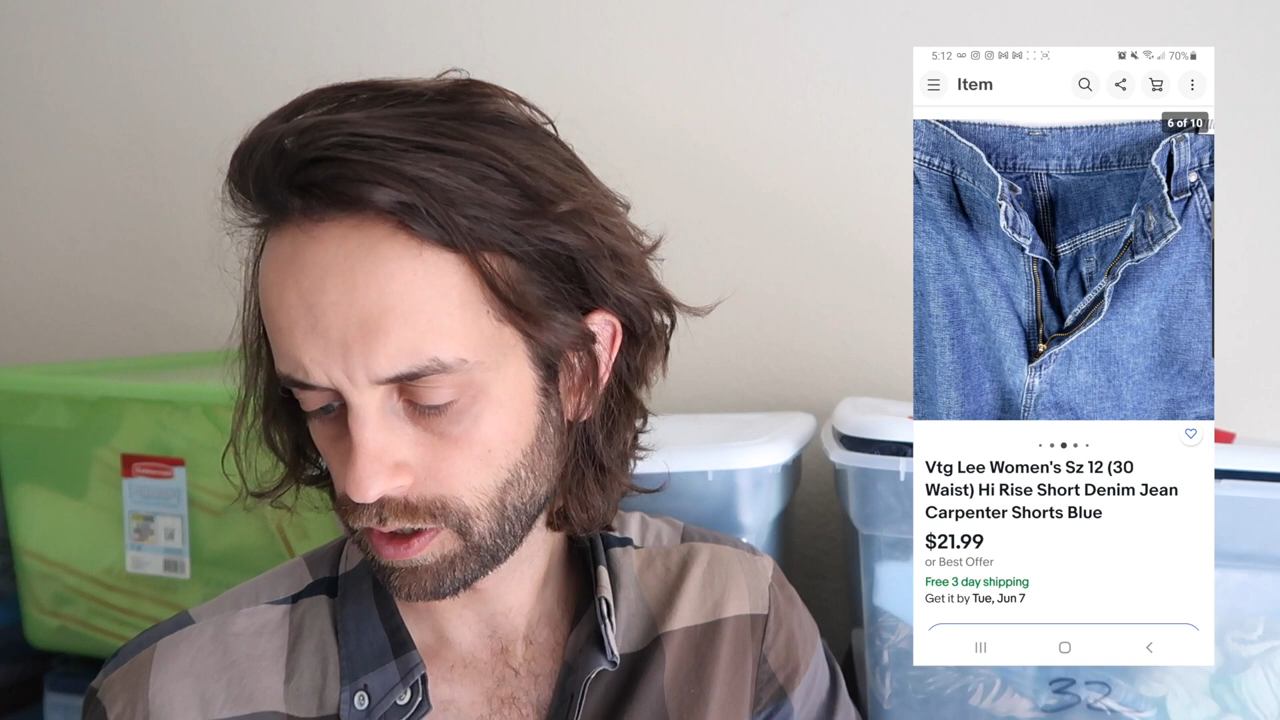 5:12
70%
Item
6 of 10
Vtg Lee Women's Sz 12 (30
Waist) Hi Rise Short Denim Jean
Carpenter Shorts Blue
$21.99
or Best Offer
Free 3 day shipping
Get it by Tue, Jun 7
Rubbermaid
32